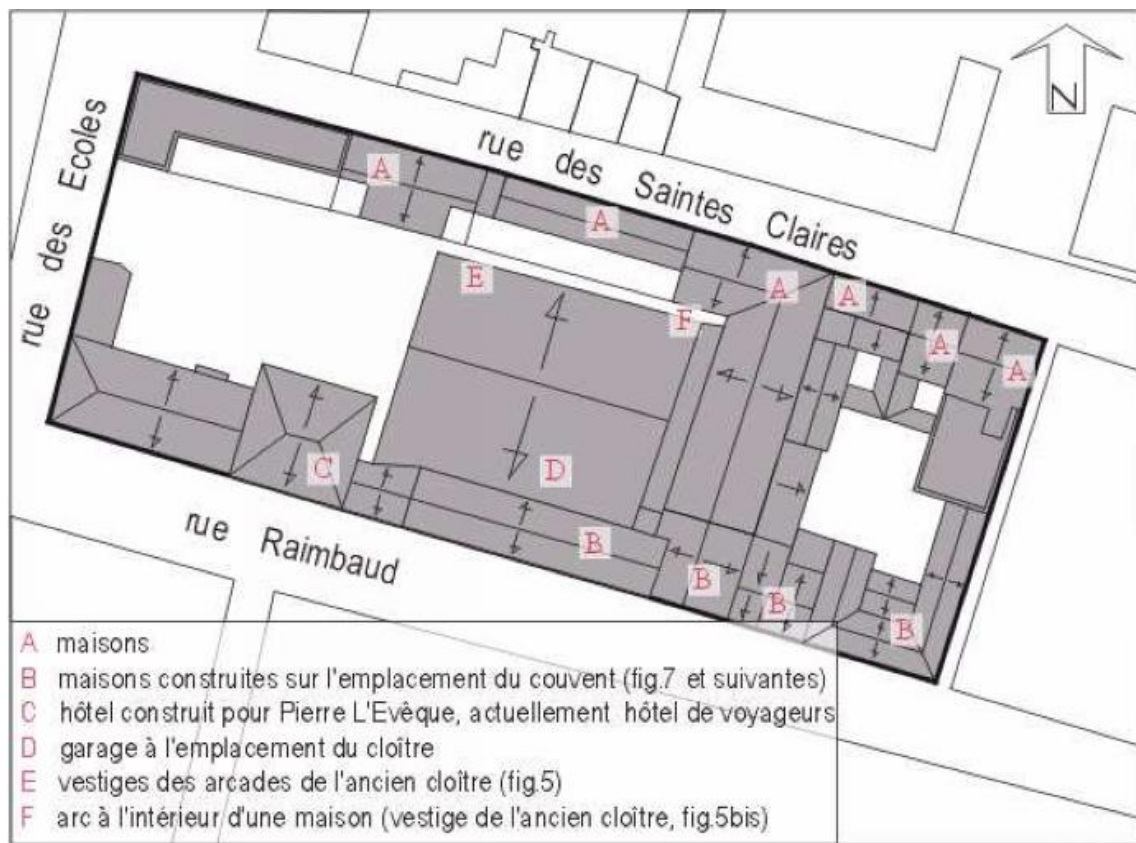 N
rue des Ecoles
rue des Saintes Claires
A
A
E
A
A
F
A
A
C
D
B
B
B
B
rue Raimbaud
A maisons
B maisons construites sur l'emplacement du couvent (fig.7 et suivantes)
C hôtel construit pour Pierre L'Evêque, actuellement hôtel de voyageurs
D garage à l'emplacement du cloître
E vestiges des arcades de l'ancien cloître (fig.5)
F arc à l'intérieur d'une maison (vestige de l'ancien cloître, fig.5bis)